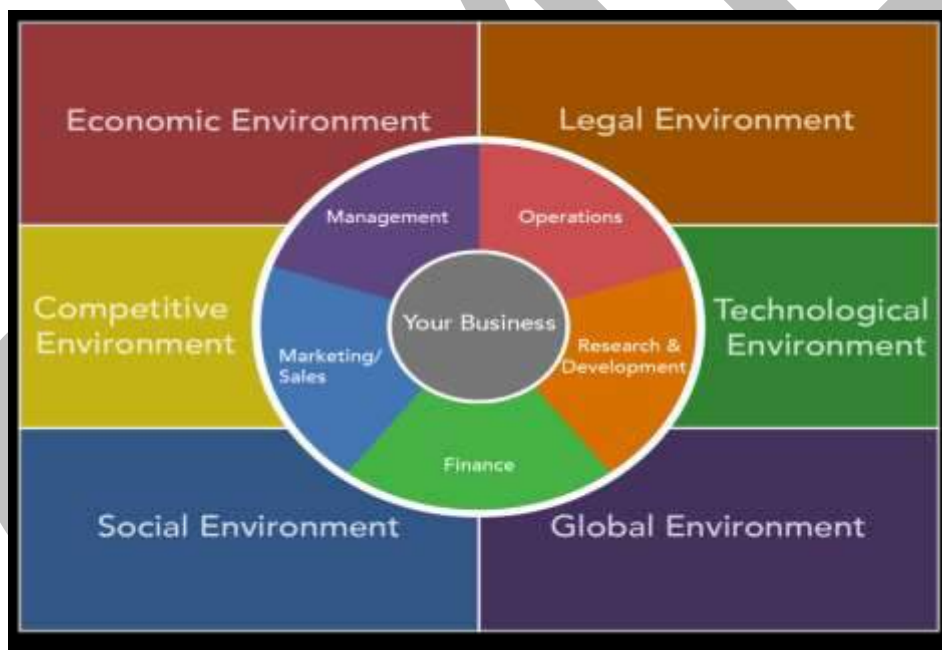 Economic Environment
Legal Environment
Management
Operations
Competitive
Environment
Your Business
Technological
Environment
Marketing/
Sales
Research &
Development
Finance
Social Environment
Global Environment